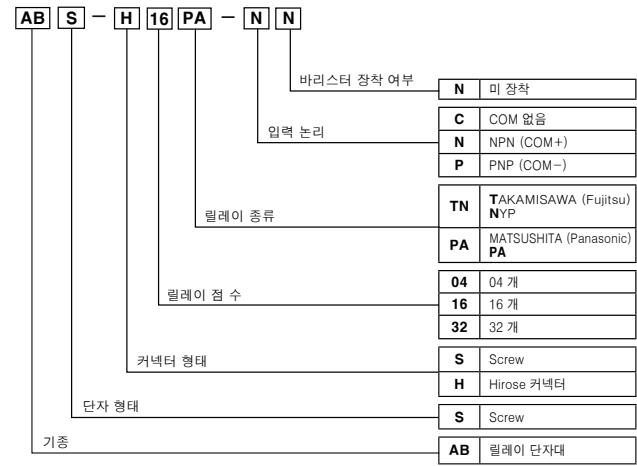 AB S - H 16 PA - N N
바리스터 장착 여부
N 미 장착
입력 논리
C COM 없음
N NPN (COM+)
P PNP (COM-)
릴레이 종류
TN TAKAMISAWA (Fujitsu)
NYP
PA MATSUSHITA (Panasonic)
PA
릴레이 점 수
04 04 개
16 16 개
32 32 개
커넥터 형태
S Screw
H Hirose 커넥터
단자 형태
S Screw
기종
AB 릴레이 단자대